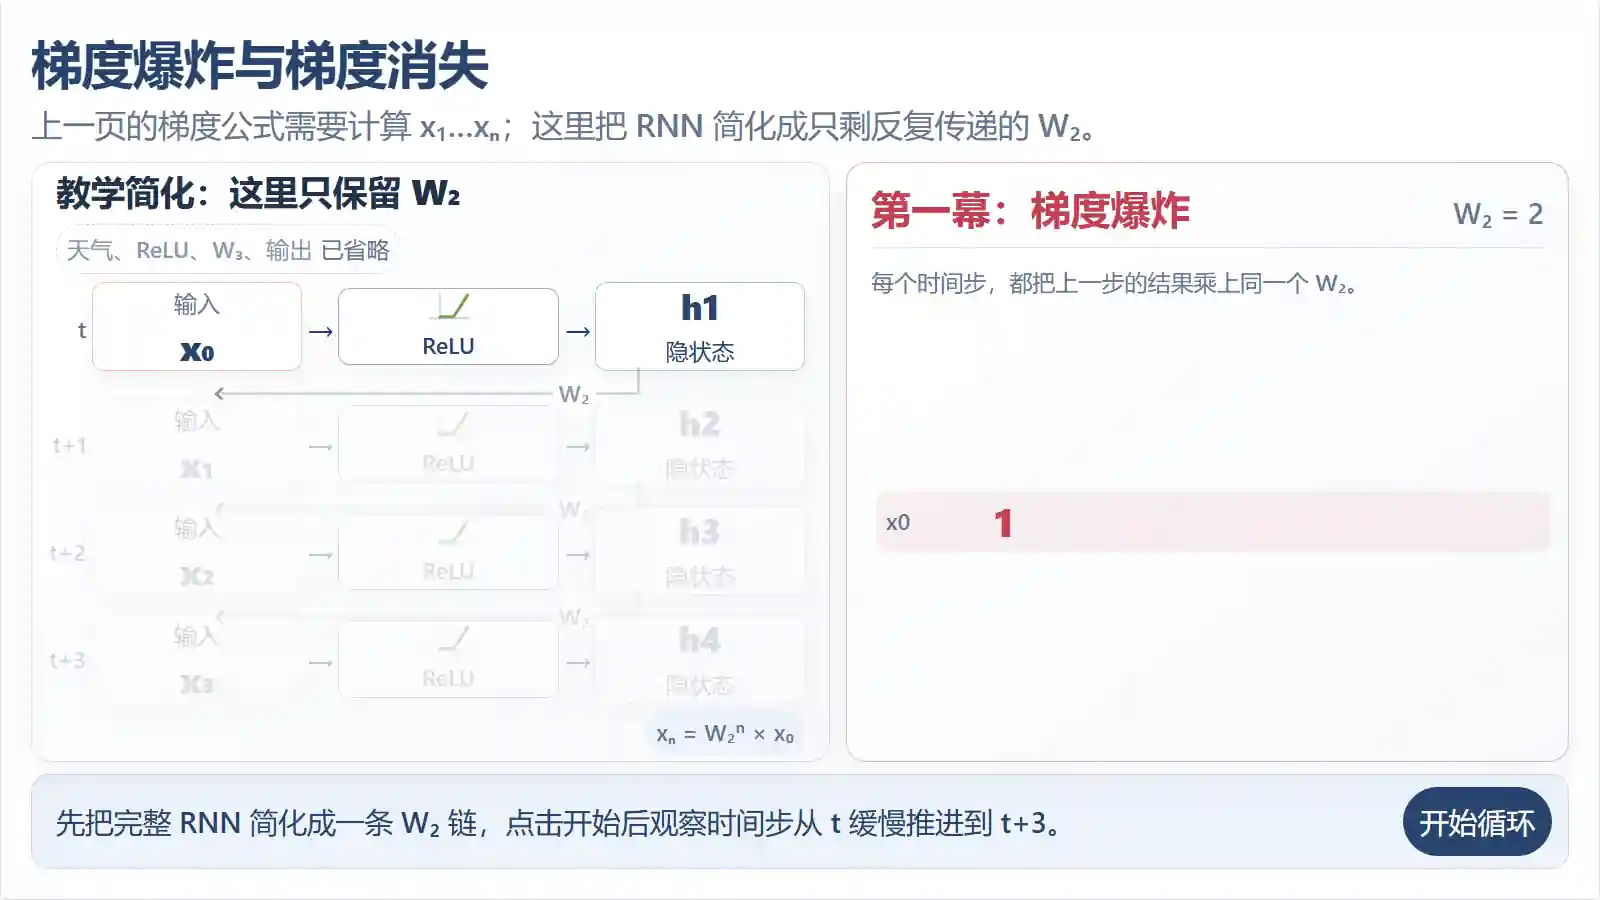 梯度爆炸与梯度消失
上一页的梯度公式需要计算 x₁…xₙ；这里把 RNN 简化成只剩反复传递的 W₂。
教学简化：这里只保留 W₂
天气、ReLU、W₃、输出 已省略
t
输入
x₀
→
ReLU
→
h1
隐状态
W₂
t+1
输入
x₁
→
ReLU
→
h2
隐状态
W₂
t+2
输入
x₂
→
ReLU
→
h3
隐状态
W₂
t+3
输入
x₃
→
ReLU
→
h4
隐状态
xₙ = W₂ⁿ × x₀
第一幕：梯度爆炸
W₂ = 2
每个时间步，都把上一步的结果乘上同一个 W₂。
x0 1
先把完整 RNN 简化成一条 W₂ 链，点击开始后观察时间步从 t 缓慢推进到 t+3。
开始循环